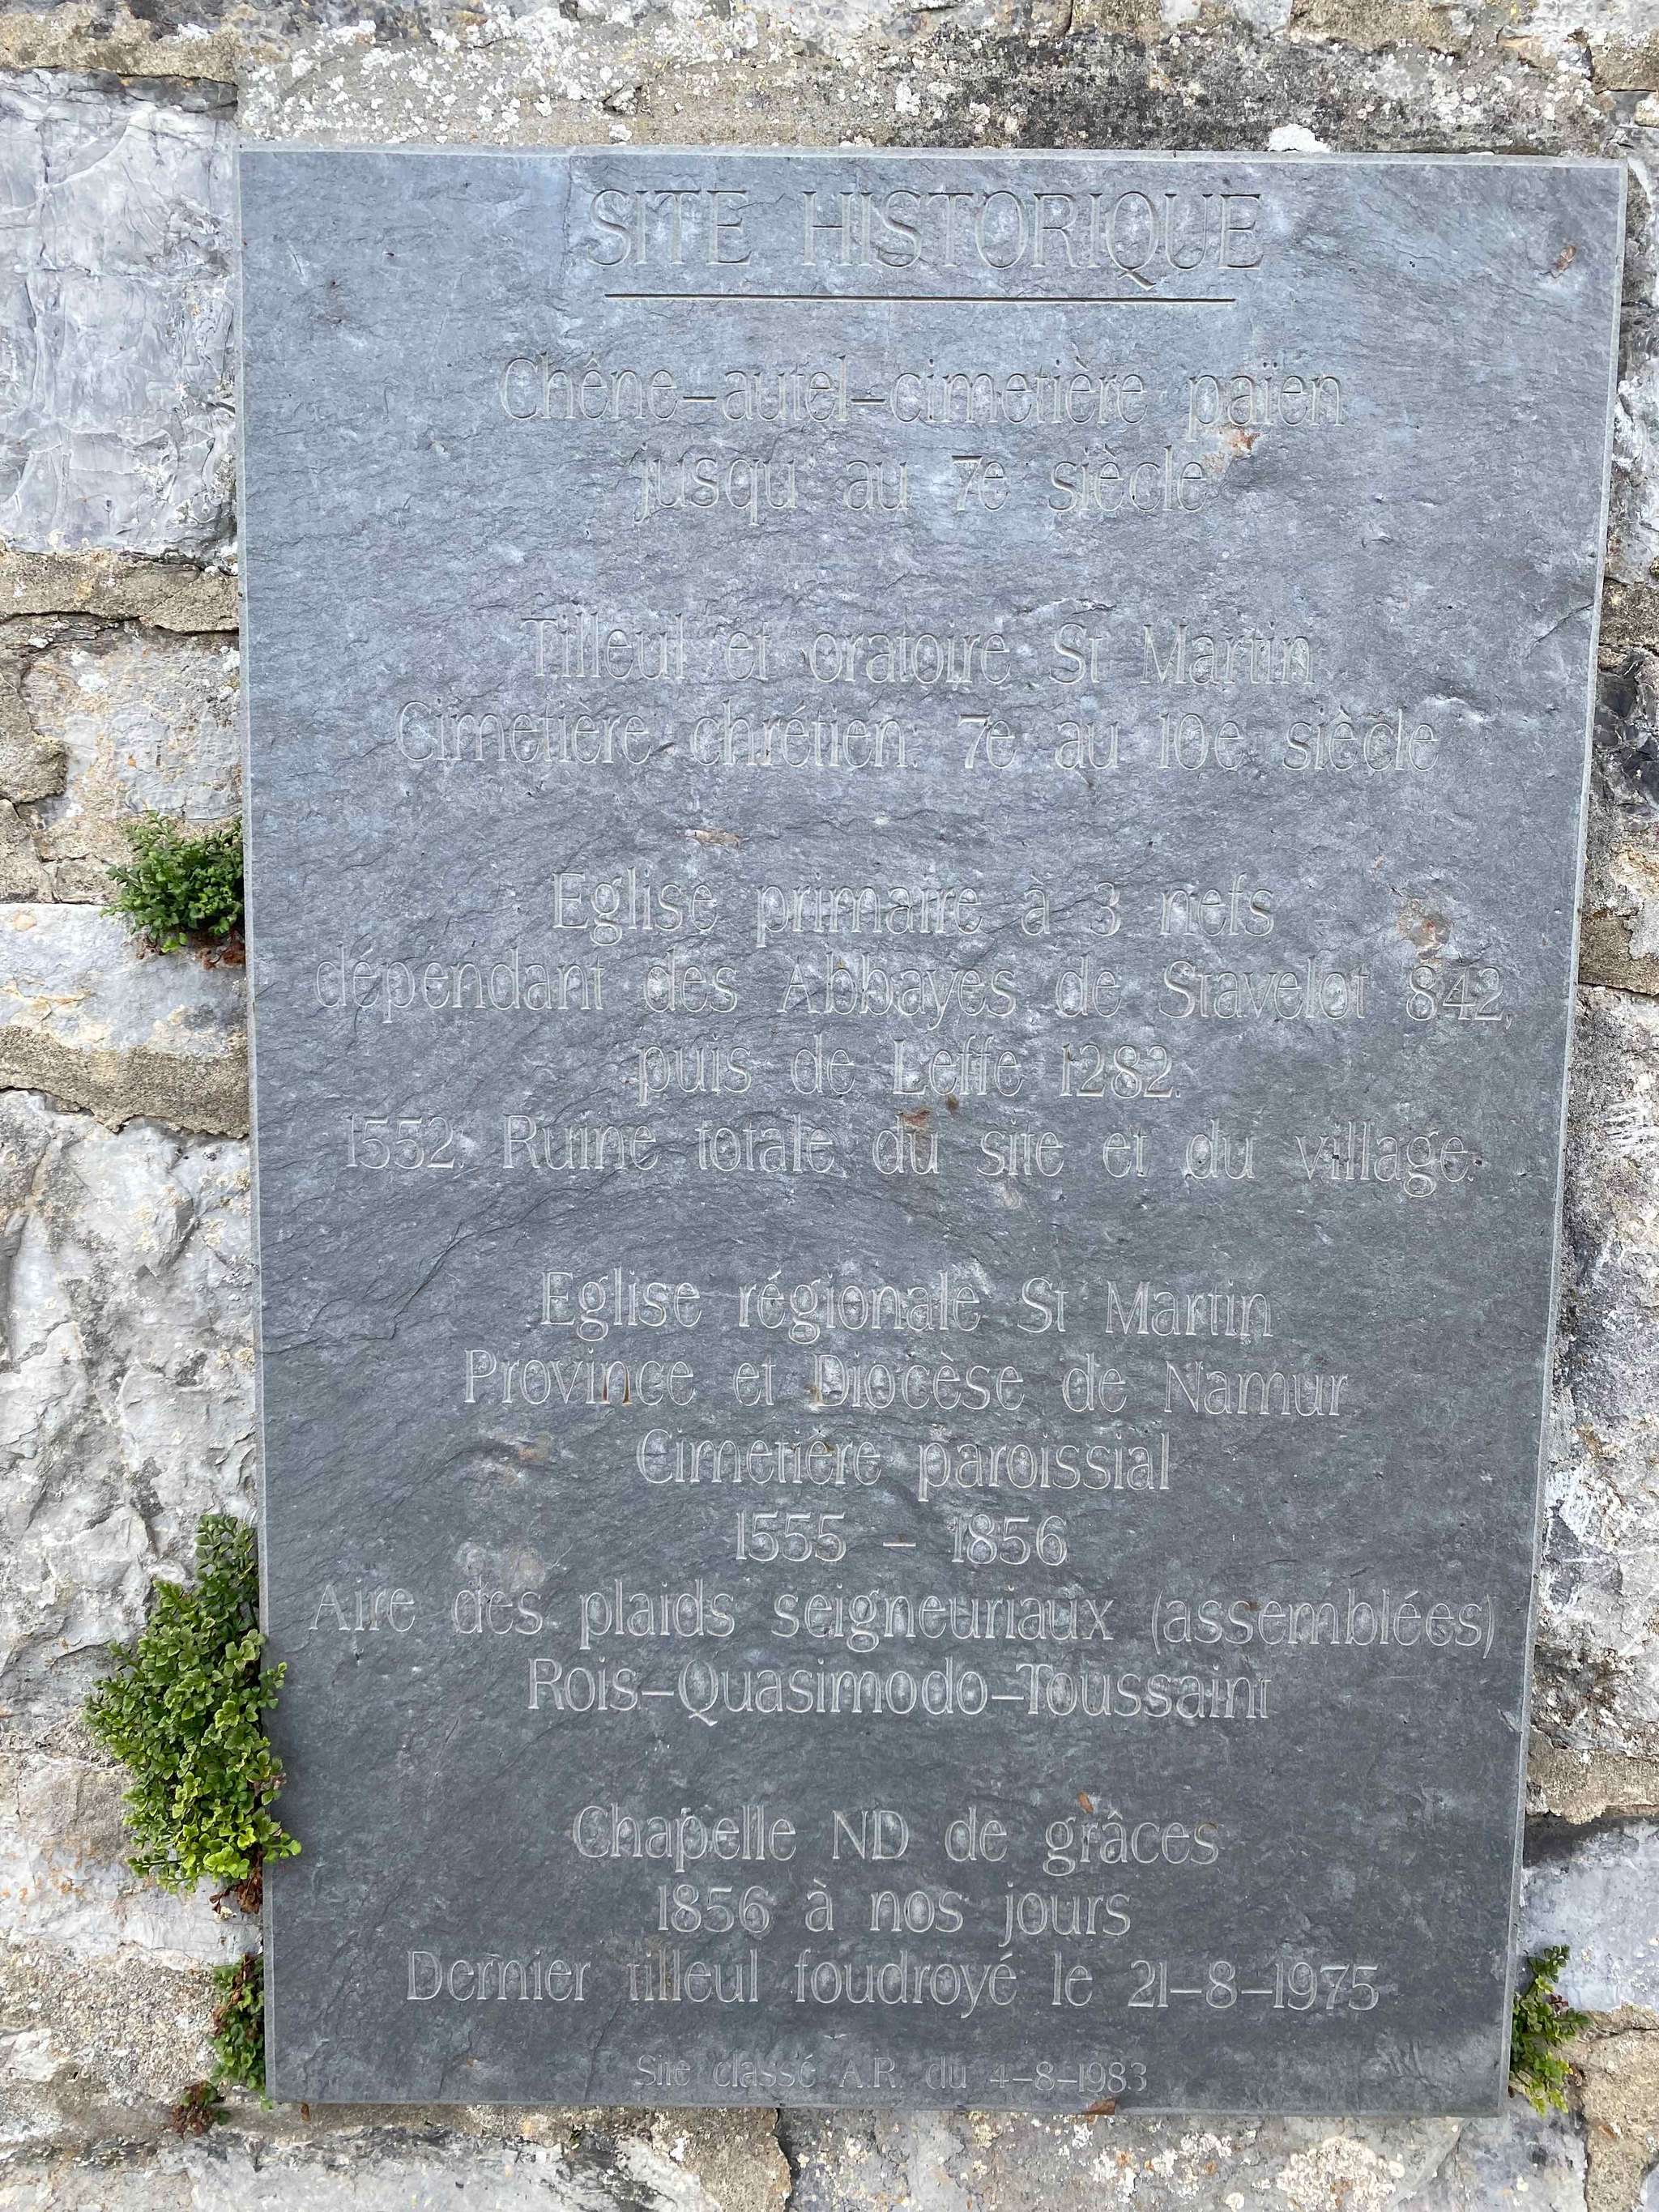 SITE HISTORIQUE
Chêne-autel-cimetière païen
jusqu' au 7e siècle
Tilleul et oratoire St Martin
Cimetière chrétien. 7e au 10e siècle
Eglise primaire à 3 nefs
dépendant des Abbayes de Stavelot 842,
puis de Leffe 1282.
1552. Ruine totale du site et du village.
Eglise régionale St Martin
Province et Diocèse de Namur
Cimetière paroissial
1555 - 1856
Aire des plaids seigneuriaux (assemblées)
Rois-Quasimodo-Toussaint
Chapelle ND de grâces
1856 à nos jours
Dernier tilleul foudroyé le 21-8-1975
Site classé A.R. du 4-8-1983